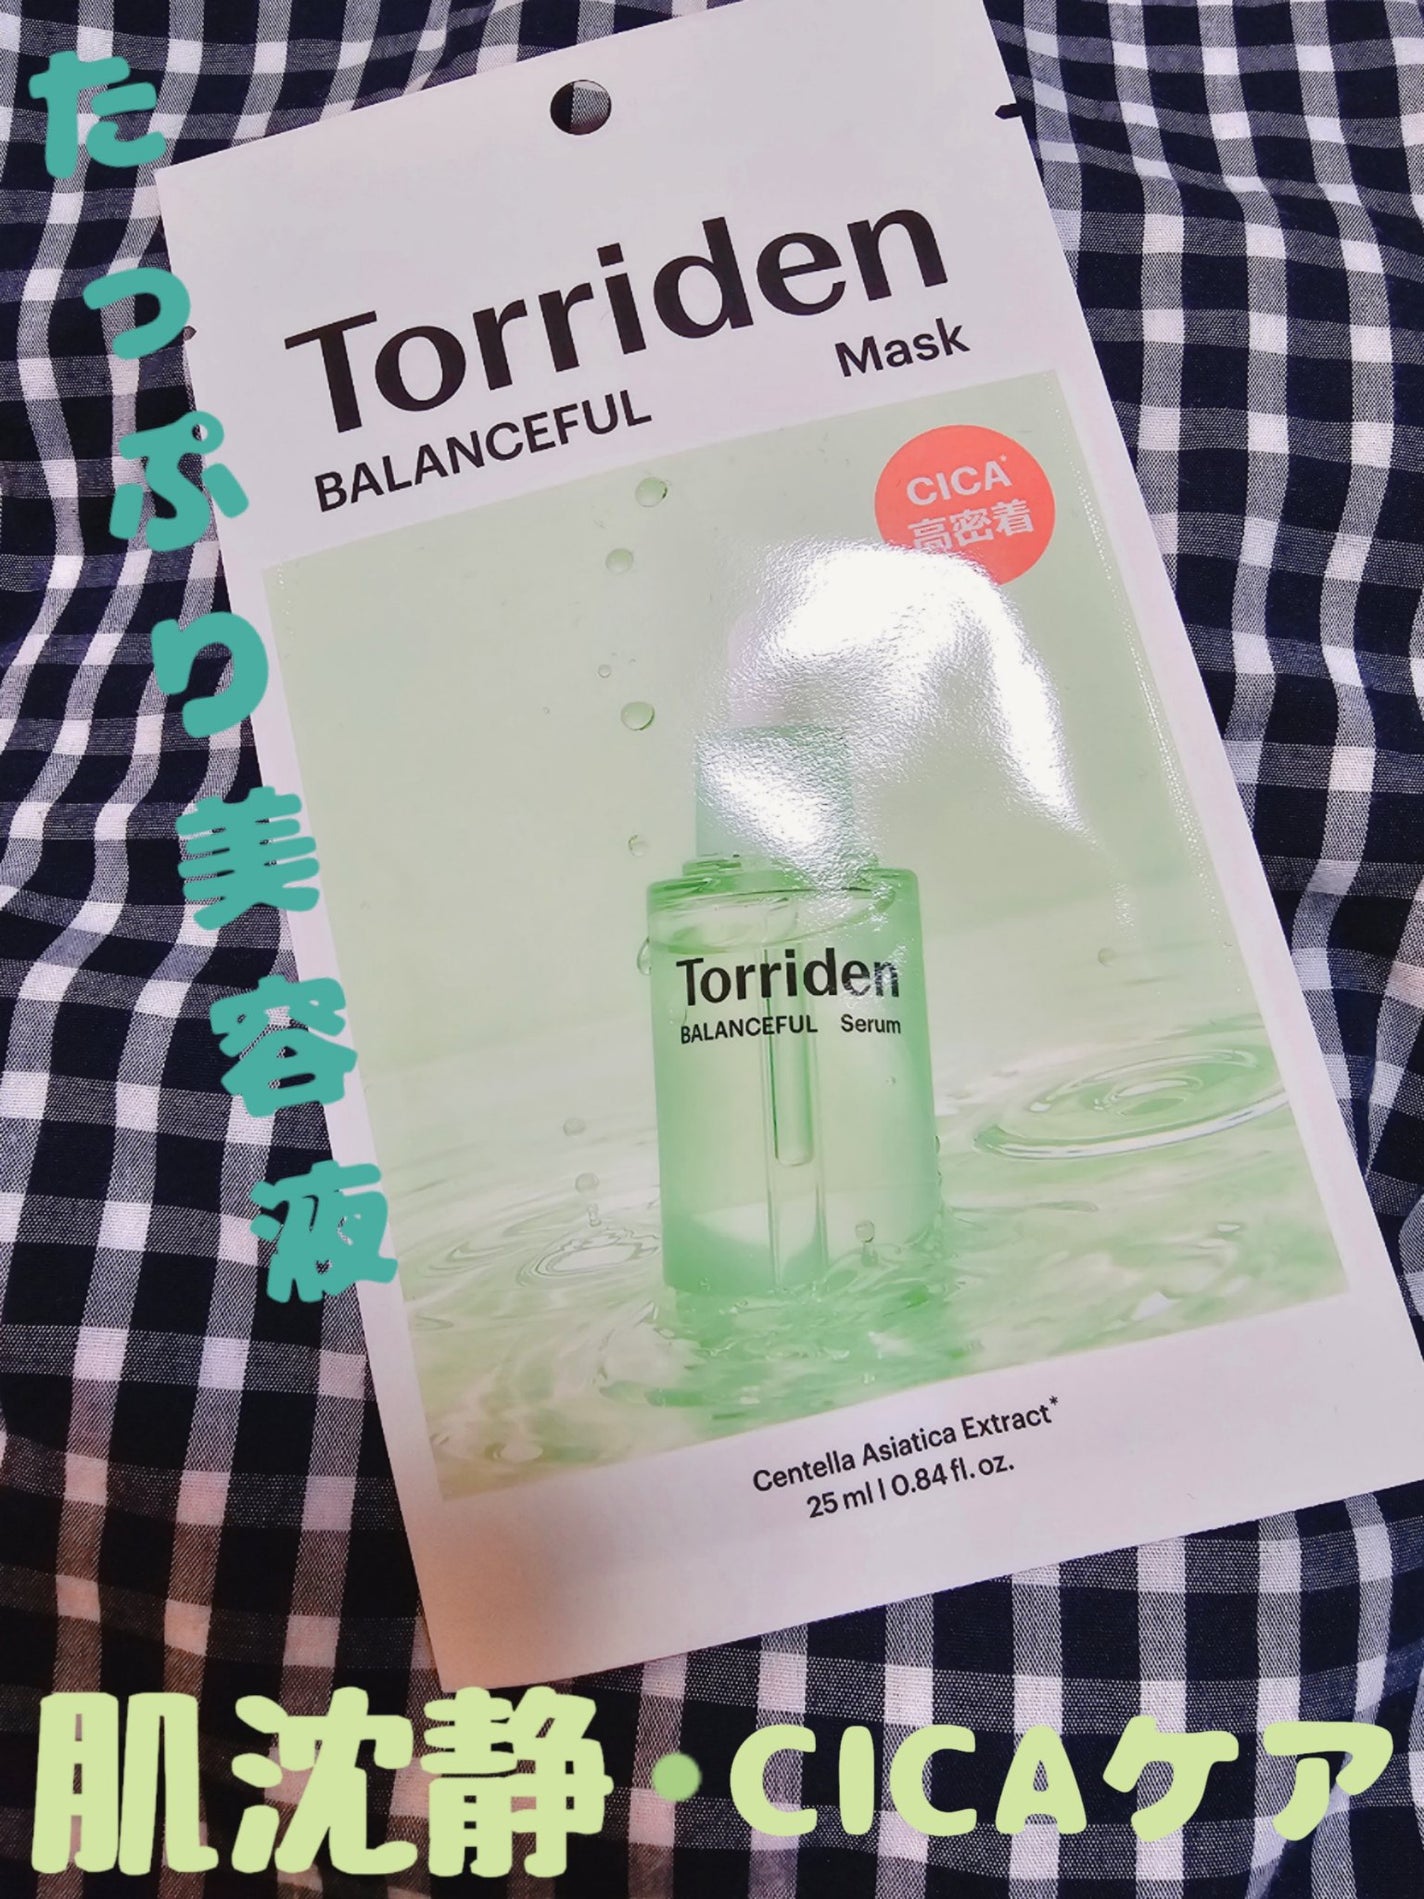 たっぷり美容液
Torriden
BALANCEFUL Mask
CICA*
高密着
Torriden
BALANCEFUL Serum
Centella Asiatica Extract*
25 ml | 0.84 fl. oz.
肌沈静・CICAケア